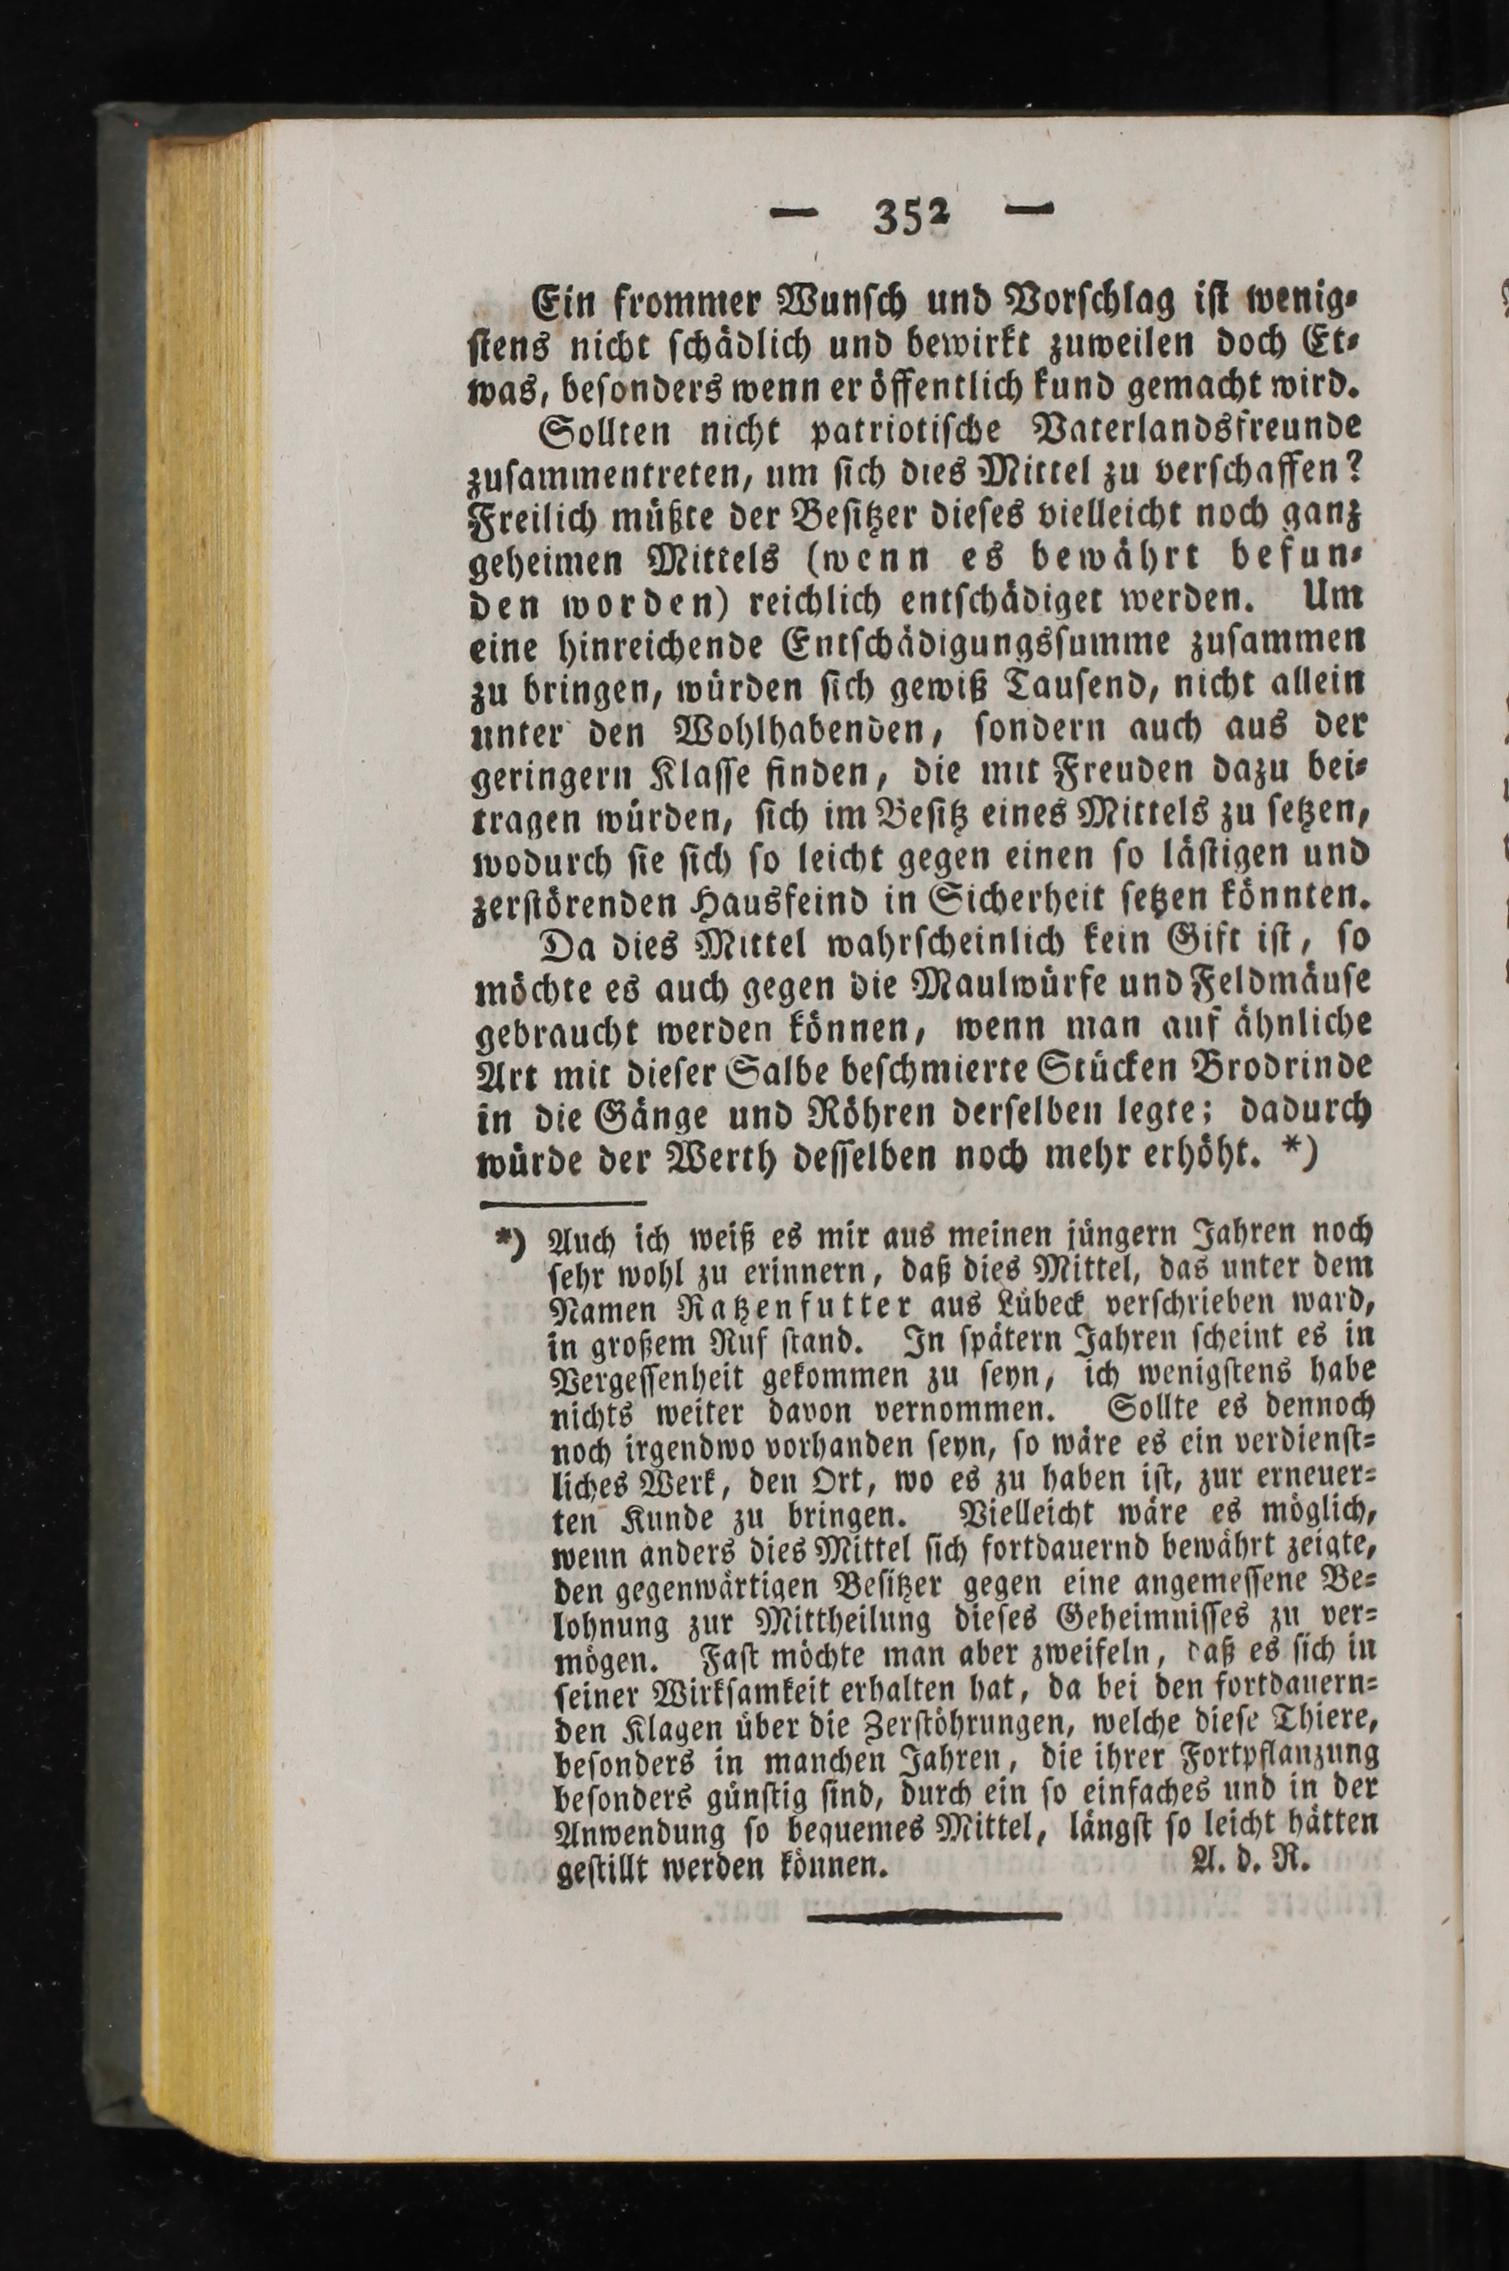 — 352 —
Ein frommer Wunsch und Vorschlag ist wenig-
stens nicht schädlich und bewirkt zuweilen doch Et-
was, besonders wenn er öffentlich kund gemacht wird.
Sollten nicht patriotische Vaterlandsfreunde
zusammentreten, um sich dies Mittel zu verschaffen?
Freilich müßte der Besitzer dieses vielleicht noch ganz
geheimen Mittels (wenn es bewährt befun-
den worden) reichlich entschädiget werden. Um
eine hinreichende Entschädigungssumme zusammen
zu bringen, würden sich gewiß Tausend, nicht allein
unter den Wohlhabenden, sondern auch aus der
geringern Klasse finden, die mit Freuden dazu bei-
tragen würden, sich im Besitz eines Mittels zu setzen,
wodurch sie sich so leicht gegen einen so lästigen und
zerstörenden Hausfeind in Sicherheit setzen könnten.
Da dies Mittel wahrscheinlich kein Gift ist, so
möchte es auch gegen die Maulwürfe und Feldmäuse
gebraucht werden können, wenn man auf ähnliche
Art mit dieser Salbe beschmierte Stücken Brodrinde
in die Gänge und Röhren derselben legte; dadurch
würde der Werth desselben noch mehr erhöht. *)
*) Auch ich weiß es mir aus meinen jüngern Jahren noch
sehr wohl zu erinnern, daß dies Mittel, das unter dem
Namen Ratzenfutter aus Lübeck verschrieben ward,
in großem Ruf stand. In spätern Jahren scheint es in
Vergessenheit gekommen zu seyn, ich wenigstens habe
nichts weiter davon vernommen. Sollte es dennoch
noch irgendwo vorhanden seyn, so wäre es ein verdienst-
liches Werk, den Ort, wo es zu haben ist, zur erneuer-
ten Kunde zu bringen. Vielleicht wäre es möglich,
wenn anders dies Mittel sich fortdauernd bewährt zeigte,
den gegenwärtigen Besitzer gegen eine angemessene Be-
lohnung zur Mittheilung dieses Geheimnisses zu ver-
mögen. Fast möchte man aber zweifeln, daß es sich in
seiner Wirksamkeit erhalten hat, da bei den fortdauern-
den Klagen über die Zerstöhrungen, welche diese Thiere,
besonders in manchen Jahren, die ihrer Fortpflanzung
besonders günstig sind, durch ein so einfaches und in der
Anwendung so bequemes Mittel, längst so leicht hätten
gestillt werden können. A. d. R.